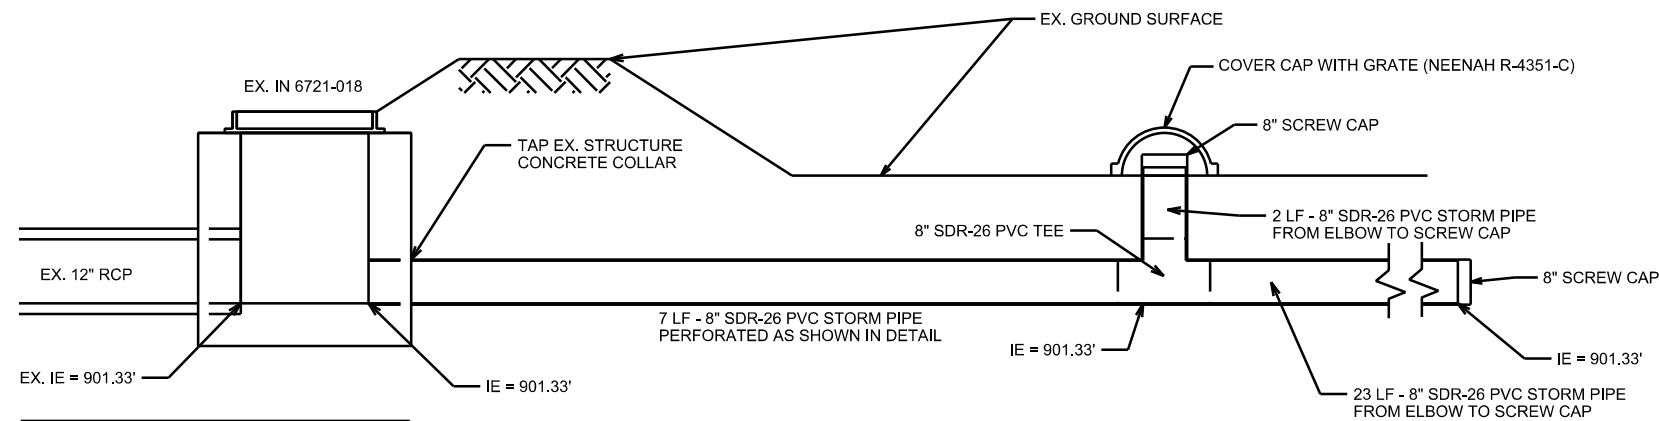 EX. GROUND SURFACE
COVER CAP WITH GRATE (NEENAH R-4351-C)
EX. IN 6721-018
8" SCREW CAP
TAP EX. STRUCTURE
CONCRETE COLLAR
2 LF - 8" SDR-26 PVC STORM PIPE
FROM ELBOW TO SCREW CAP
8" SDR-26 PVC TEE
EX. 12" RCP
8" SCREW CAP
7 LF - 8" SDR-26 PVC STORM PIPE
PERFORATED AS SHOWN IN DETAIL
IE = 901.33'
IE = 901.33'
EX. IE = 901.33'
IE = 901.33'
23 LF - 8" SDR-26 PVC STORM PIPE
FROM ELBOW TO SCREW CAP